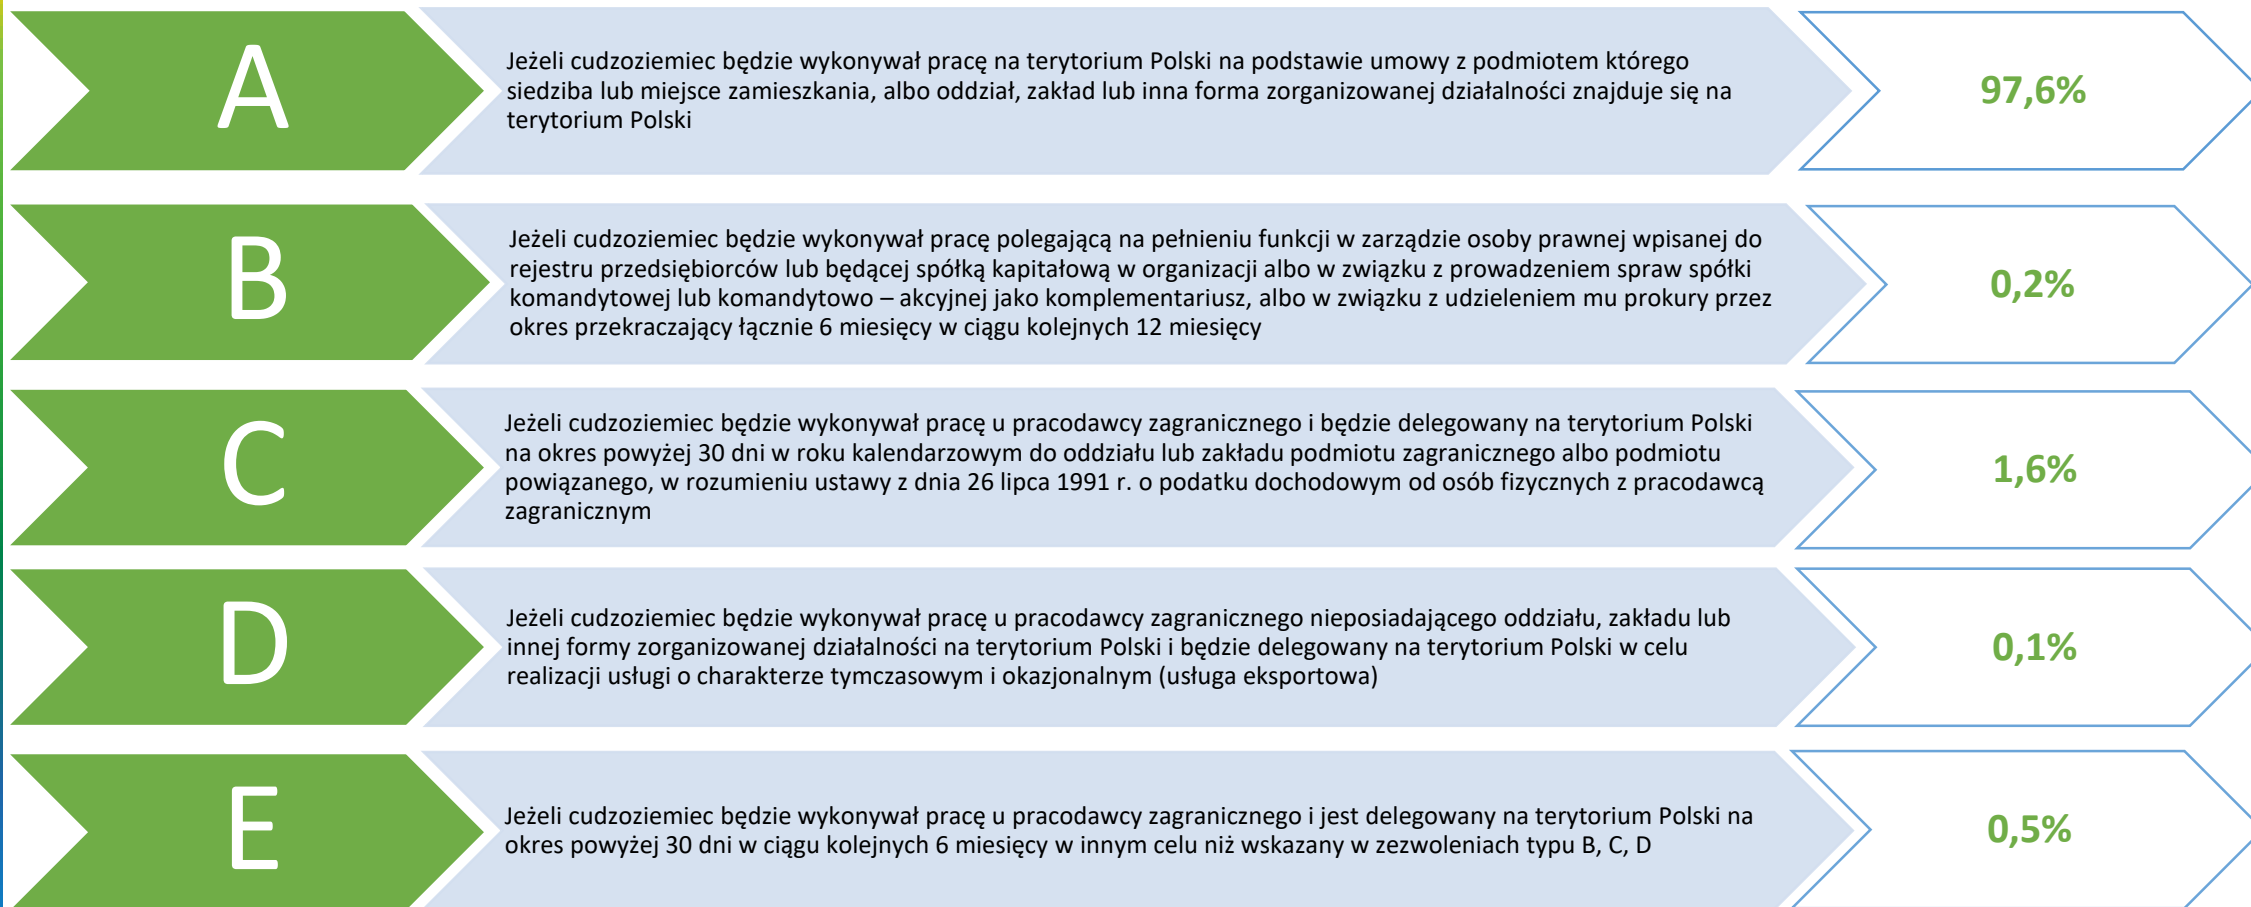 A
Jeżeli cudzoziemiec będzie wykonywał pracę na terytorium Polski na podstawie umowy z podmiotem którego
siedziba lub miejsce zamieszkania, albo oddział, zakład lub inna forma zorganizowanej działalności znajduje się na
terytorium Polski
97,6%
B
Jeżeli cudzoziemiec będzie wykonywał pracę polegającą na pełnieniu funkcji w zarządzie osoby prawnej wpisanej do
rejestru przedsiębiorców lub będącej spółką kapitałową w organizacji albo w związku z prowadzeniem spraw spółki
komandytowej lub komandytowo – akcyjnej jako komplementariusz, albo w związku z udzieleniem mu prokury przez
okres przekraczający łącznie 6 miesięcy w ciągu kolejnych 12 miesięcy
0,2%
C
Jeżeli cudzoziemiec będzie wykonywał pracę u pracodawcy zagranicznego i będzie delegowany na terytorium Polski
na okres powyżej 30 dni w roku kalendarzowym do oddziału lub zakładu podmiotu zagranicznego albo podmiotu
powiązanego, w rozumieniu ustawy z dnia 26 lipca 1991 r. o podatku dochodowym od osób fizycznych z pracodawcą
zagranicznym
1,6%
D
Jeżeli cudzoziemiec będzie wykonywał pracę u pracodawcy zagranicznego nieposiadającego oddziału, zakładu lub
innej formy zorganizowanej działalności na terytorium Polski i będzie delegowany na terytorium Polski w celu
realizacji usługi o charakterze tymczasowym i okazjonalnym (usługa eksportowa)
0,1%
E
Jeżeli cudzoziemiec będzie wykonywał pracę u pracodawcy zagranicznego i jest delegowany na terytorium Polski na
okres powyżej 30 dni w ciągu kolejnych 6 miesięcy w innym celu niż wskazany w zezwoleniach typu B, C, D
0,5%